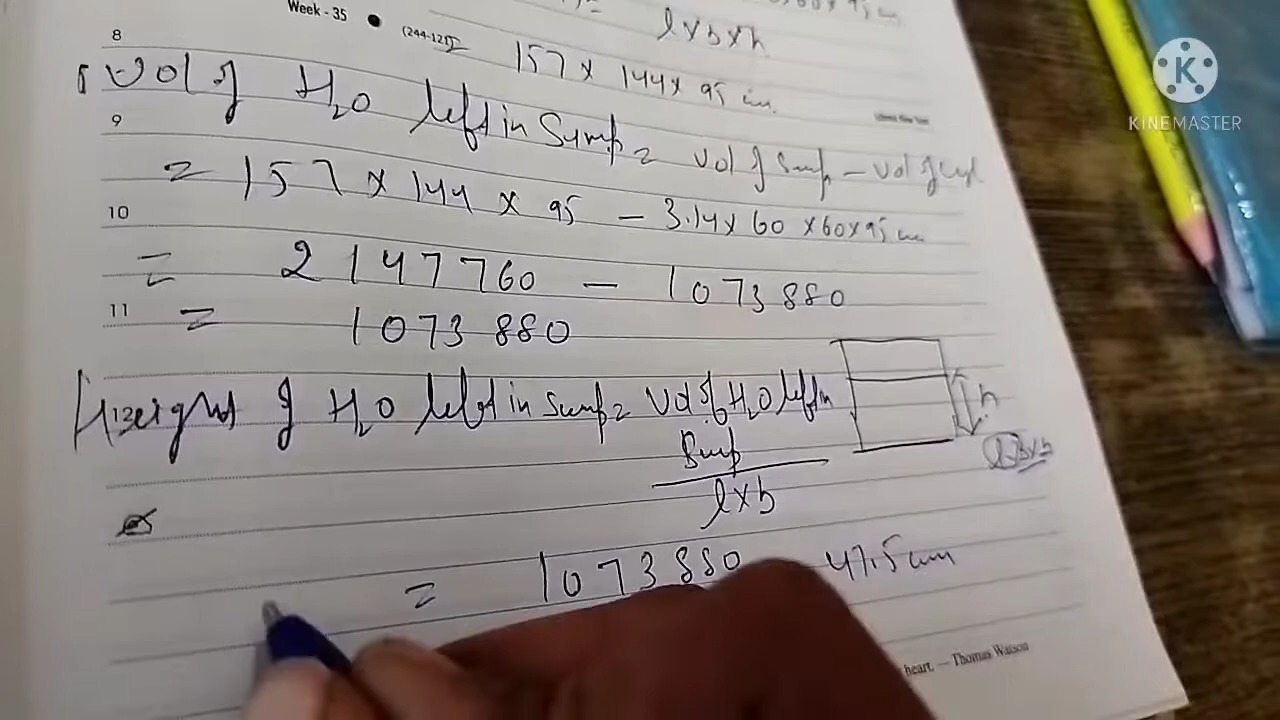 l×b×h
Week - 35
(244-121)
= 157 × 144 × 95 cm
8
Vol of H₂O left in Sump = Vol of Sump - Vol of Cyl
9
= 157 × 144 × 95 - 3.14 × 60 × 60 × 95 cm
10
= 2147760 - 1073880
11
= 1073880
12
Height of H₂O left in Sump = Vol of H₂O left in
Sump
l×b
h
l×b×h
= 1073880
47.5 cm
heart. — Thomas Watson
KINEMASTER